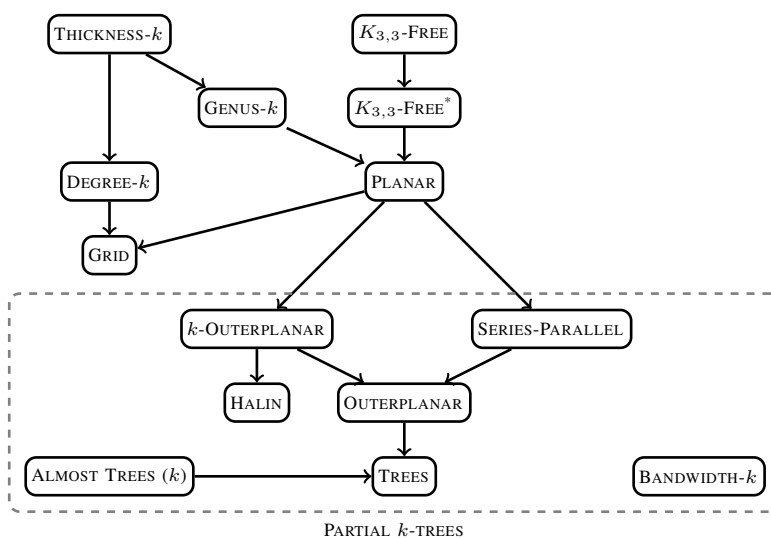 THICKNESS-k
K3,3-FREE
GENUS-k
K3,3-FREE*
DEGREE-k
PLANAR
GRID
k-OUTERPLANAR
SERIES-PARALLEL
HALIN
OUTERPLANAR
ALMOST TREES (k)
TREES
BANDWIDTH-k
PARTIAL k-TREES